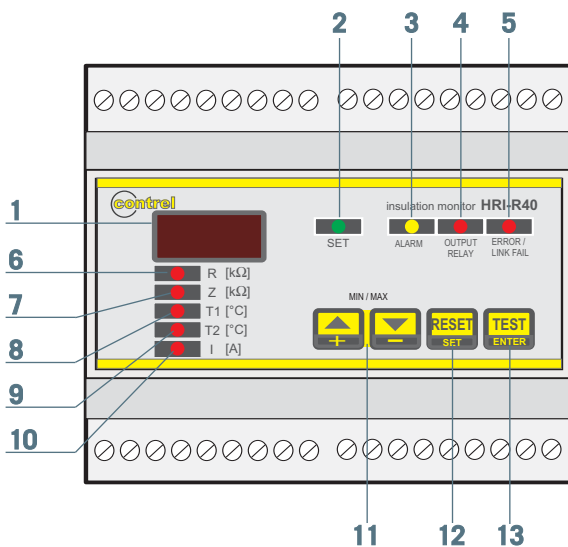 2 3 4 5
contrel
insulation monitor HRI-R40
1
SET ALARM OUTPUT RELAY ERROR / LINK FAIL
6 R [kΩ]
7 Z [kΩ]
8 T1 [°C]
9 T2 [°C]
10 I [A]
MIN / MAX
+ − RESET SET TEST ENTER
11 12 13